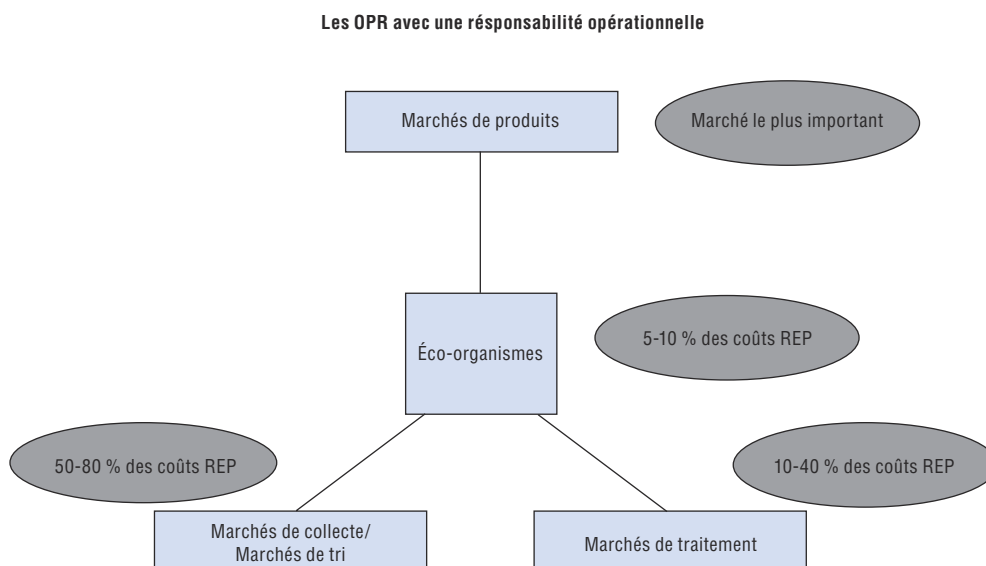 Les OPR avec une résponsabilité opérationnelle
Marchés de produits
Marché le plus important
Éco-organismes
5-10 % des coûts REP
50-80 % des coûts REP
10-40 % des coûts REP
Marchés de collecte/
Marchés de tri
Marchés de traitement